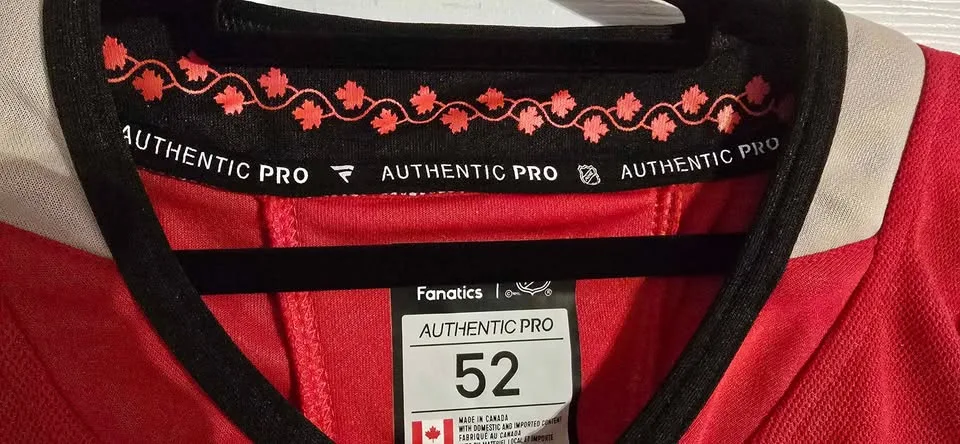 AUTHENTIC PRO AUTHENTIC PRO AUTHENTIC PRO
Fanatics
AUTHENTIC PRO
52
MADE IN CANADA
WITH DOMESTIC AND IMPORTED CONTENT
FABRIQUÉ AU CANADA